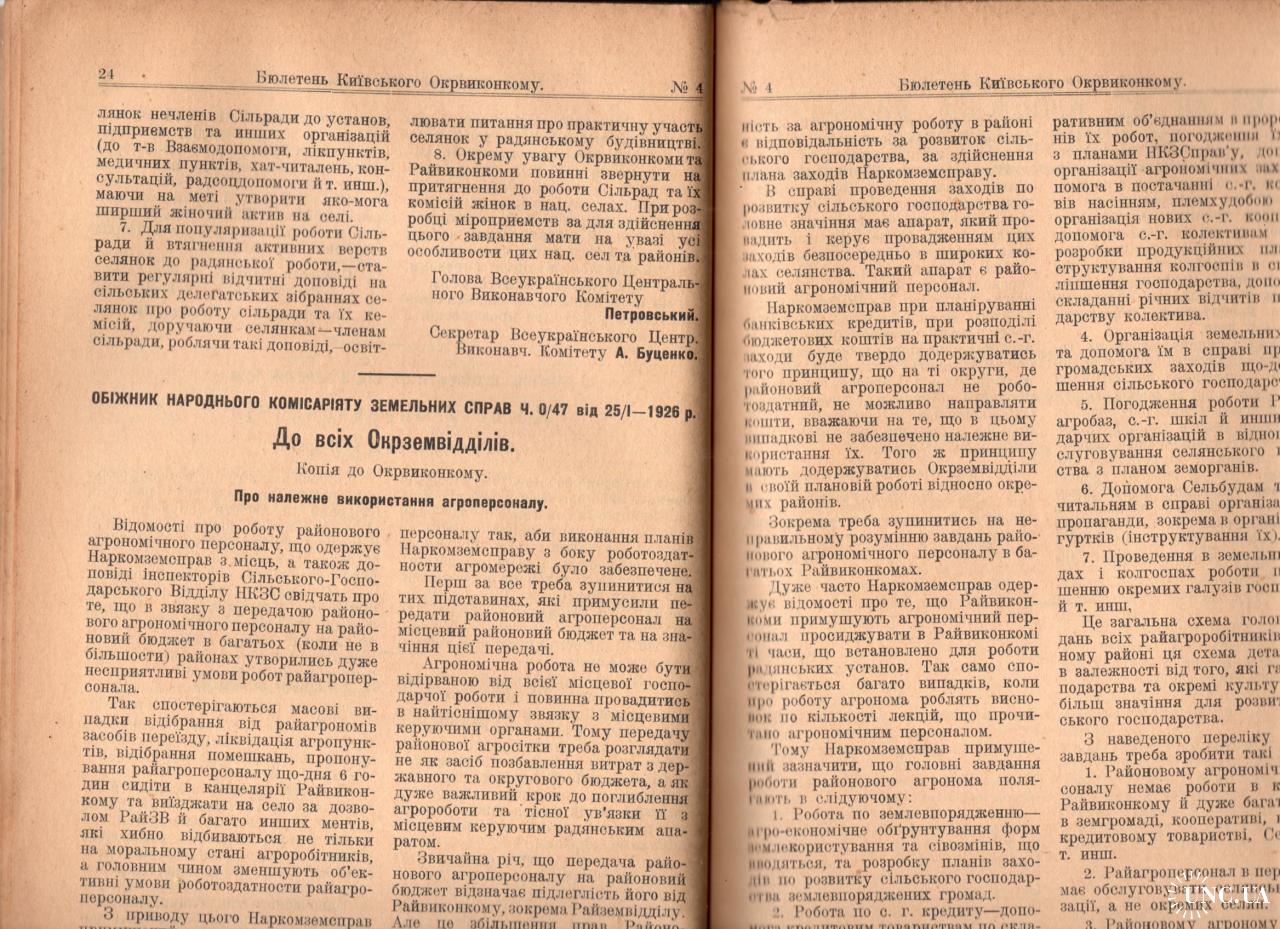 24
Бюлетень Київського Окрвиконкому.
№ 4
лянок нечленів Сільради до установ,
підприємств та инших організацій
(до т-в Взаємодопомоги, лікпунктів,
медичних пунктів, хат-читалень, кон-
сультацій, радсопдопомоги й т. инш.),
маючи на меті утворити яко-мога
ширший жіночий актив на селі.
7. Для популяризації роботи Сіль-
ради й втягнення активних верств
селянок до радянської роботи,—ста-
вити регулярні відчитні доповіді на
сільських делегатських зібраннях се-
лянок про роботу сільради та їх ке-
місій, доручаючи селянкам—членам
сільради, роблячи такі доповіді, освіт-
лювати питання про практичну участь
селянок у радянському будівництві.
8. Окрему увагу Окрвиконкоми та
Райвиконкоми повинні звернути на
притягнення до роботи Сільрад та їх
комісій жінок в нац. селах. При роз-
робці міроприємств за для здійснення
цього завдання мати на увазі усі
особливости цих нац. сел та районів.
Голова Всеукраїнського Централь-
ного Виконавчого Комітету
Петровський.
Секретар Всеукраїнського Центр.
Виконавч. Комітету А. Буценко.
ОБІЖНИК НАРОДНЬОГО КОМІСАРІЯТУ ЗЕМЕЛЬНИХ СПРАВ Ч. 0/47 від 25/І—1926 р.
До всіх Окрземвідділів.
Копія до Окрвиконкому.
Про належне використання агроперсоналу.
Відомості про роботу районового
агрономічного персоналу, що одержує
Наркомземсправ з місць, а також до-
повіді інспекторів Сільського-Госпо-
дарського Відділу НКЗС свідчать про
те, що в звязку з передачою районо-
вого агрономічного персоналу на райо-
новий бюджет в багатьох (коли не в
більшости) районах утворились дуже
несприятливі умови робот райагропер-
сонала.
Так спостерігаються масові ви-
падки відібрання від райагрономів
засобів переїзду, ліквідація агропунк-
тів, відібрання помешкань, пропону-
вання райагроперсоналу що-дня 6 го-
дин сидіти в канцелярії Райвикон-
кому та виїзджати на село за дозво-
лом РайЗВ й багато инших ментів,
які хибно відбиваються не тільки
на моральному стані агроробітників,
а головним чином зменшують об'єк-
тивні умови роботоздатности райагро-
персоналу.
З приводу цього Наркомземсправ
персоналу так, аби виконання планів
Наркомземсправу з боку роботоздат-
ности агромережі було забезпечене.
Перш за все треба зупинитися на
тих підставинах, які примусили пе-
редати районовий агроперсонал на
місцевий районовий бюджет та на зна-
чіння цієї передачі.
Агрономічна робота не може бути
відірваною від всієї місцевої госпо-
дарчої роботи і повинна провадитись
в найтіснішому звязку з місцевими
керуючими органами. Тому передачу
районової агросітки треба розглядати
не як засіб позбавлення витрат з дер-
жавного та округового бюджета, а як
дуже важливий крок до поглиблення
агророботи та тісної ув'язки її з
місцевим керуючим радянським апа-
ратом.
Звичайна річ, що передача райо-
нового агроперсоналу на районовий
бюджет відзначає підлеглість його від
Райвиконкому, зокрема Райземвідділу.
Але це збільшення прав
№ 4
Бюлетень Київського Окрвиконкому.
ність за агрономічну роботу в районі
є відповідальність за розвиток сіль-
ського господарства, за здійснення
плана заходів Наркомземсправу.
В справі проведення заходів по
розвитку сільського господарства го-
ловне значіння має апарат, який про-
вадить і керує провадженням цих
заходів безпосередньо в широких ко-
лах селянства. Такий апарат є райо-
новий агрономічний персонал.
Наркомземсправ при плануванні
банківських кредитів, при розподілі
бюджетових коштів на практичні с.-г.
заходи буде твердо додержуватись
того принципу, що на ті округи, де
районовий агроперсонал не робо-
тоздатний, не можливо направляти
кошти, вважаючи на те, що в цьому
випадкові не забезпечено належне ви-
користання їх. Того ж принципу
мають додержуватись Окрземвідділи
в своїй плановій роботі відносно окре-
мих районів.
Зокрема треба зупинитись на не-
правильному розумінню завдань райо-
нового агрономічного персоналу в ба-
гатьох Райвиконкомах.
Дуже часто Наркомземсправ одер-
жує відомості про те, що Райвикон-
коми примушують агрономічний пер-
сонал просиджувати в Райвиконкомі
ті часи, що встановлено для роботи
радянських установ. Так само спо-
стерігається багато випадків, коли
про роботу агронома роблять висно-
вок по кількості лекцій, що прочи-
тано агрономічним персоналом.
Тому Наркомземсправ примуше-
ний зазначити, що головні завдання
роботи районового агронома поля-
гають в слідуючому:
1. Робота по землевпорядженню—
агро-економічне обґрунтування форм
землекористування та сівозмінів, що
вводяться, та розробку планів захо-
дів по розвитку сільського господар-
ства землевпоряджених громад.
2. Робота по с. г. кредиту—допо-
мога кредитовим товариствам по скла-
ративним об'єднанням в
нів їх робот, погодження
з планами НКЗСправ'у,
організації агрономічних
помога в постачанні с.-г.
вів насінням, племхудобою
організація нових с.-г.
допомога с.-г. колективам
розробки продукційних
структування колгоспів в
ліпшення господарства,
складанні річних відчитів
дарству колектива.
4. Організація земельних
та допомога їм в справі
громадських заходів що-
шення сільського
5. Погодження роботи
агробаз, с.-г. шкіл й
дарчих організацій в
слуговування селянського
ства з планом земорганів.
6. Допомога Сельбудам
читальням в справі
пропаганди, зокрема в
гуртків (інструктування їх).
7. Проведення в
дах і колгоспах роботи
шенню окремих галузів
й т. инш,
Це загальна схема
дань всіх райагроробітників
ному районі ця схема
в залежності від того, які
подарства та окремі
більш значіння для
ського господарства.
З наведеного переліку
завдань треба зробити такі
1. Районовому
соналу немає роботи в
Райвиконкому й дуже
в земгромаді, кооперативі,
кредитовому товаристві,
т. инш.
2. Райагроперсонал в
має
зації, а не окремих селян.
3. Районовому агроному
UNC.UA